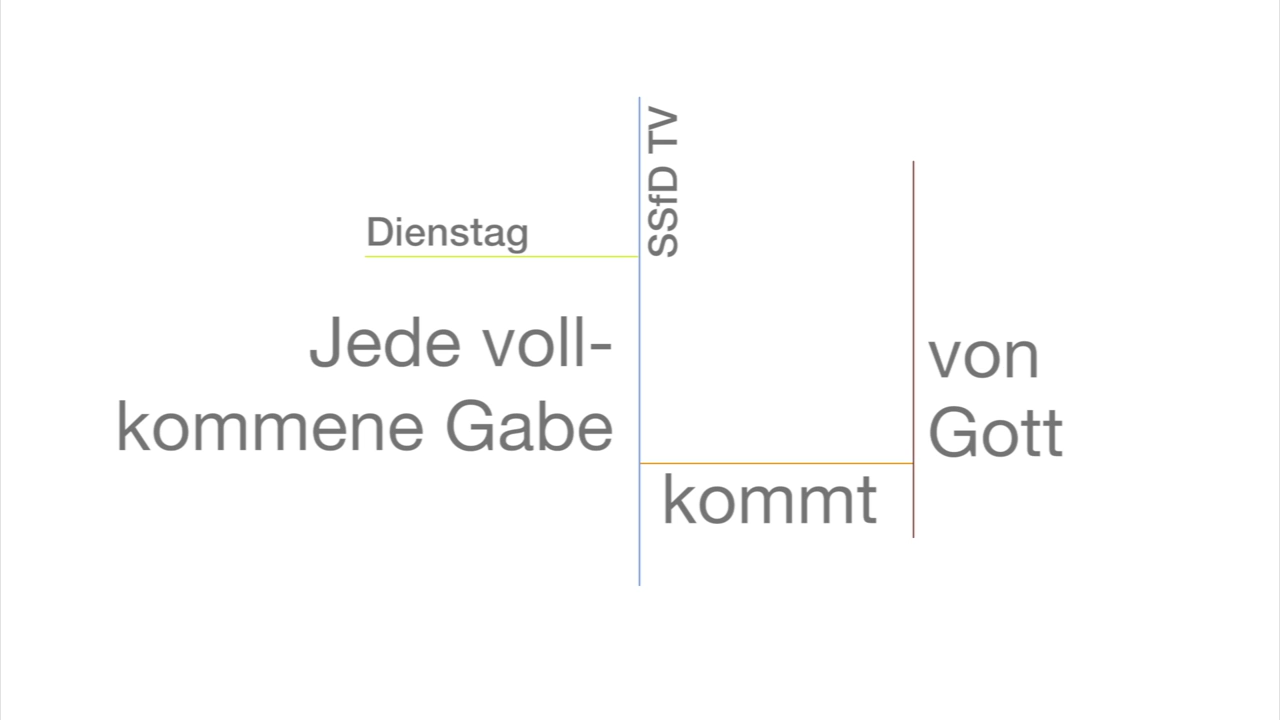 SSfD TV
Dienstag
Jede voll-
kommene Gabe
kommt
von
Gott